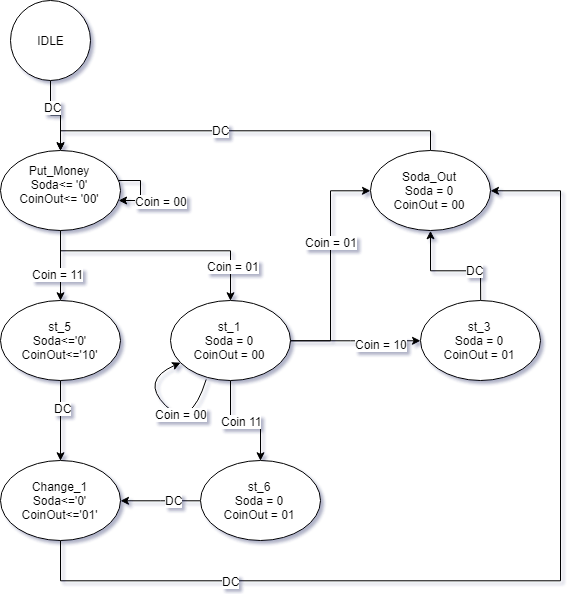 IDLE
DC
DC
Put_Money
Soda<= '0'
CoinOut<= '00'
Coin = 00
Soda_Out
Soda = 0
CoinOut = 00
Coin = 01
Coin = 11
Coin = 01
DC
st_5
Soda<='0'
CoinOut<='10'
st_1
Soda = 0
CoinOut = 00
Coin = 10
st_3
Soda = 0
CoinOut = 01
DC
Coin = 00
Coin 11
Change_1
Soda<='0'
CoinOut<='01'
DC
st_6
Soda = 0
CoinOut = 01
DC